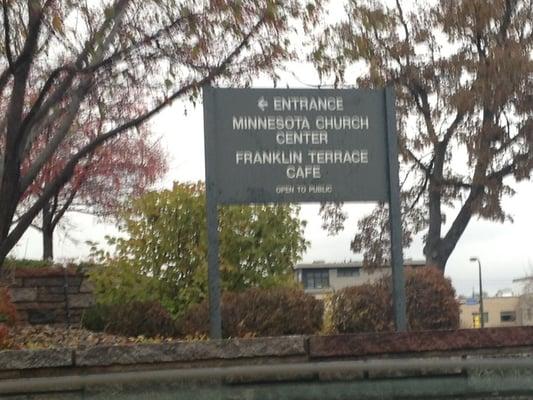 ← ENTRANCE
MINNESOTA CHURCH
CENTER
FRANKLIN TERRACE
CAFE
OPEN TO PUBLIC